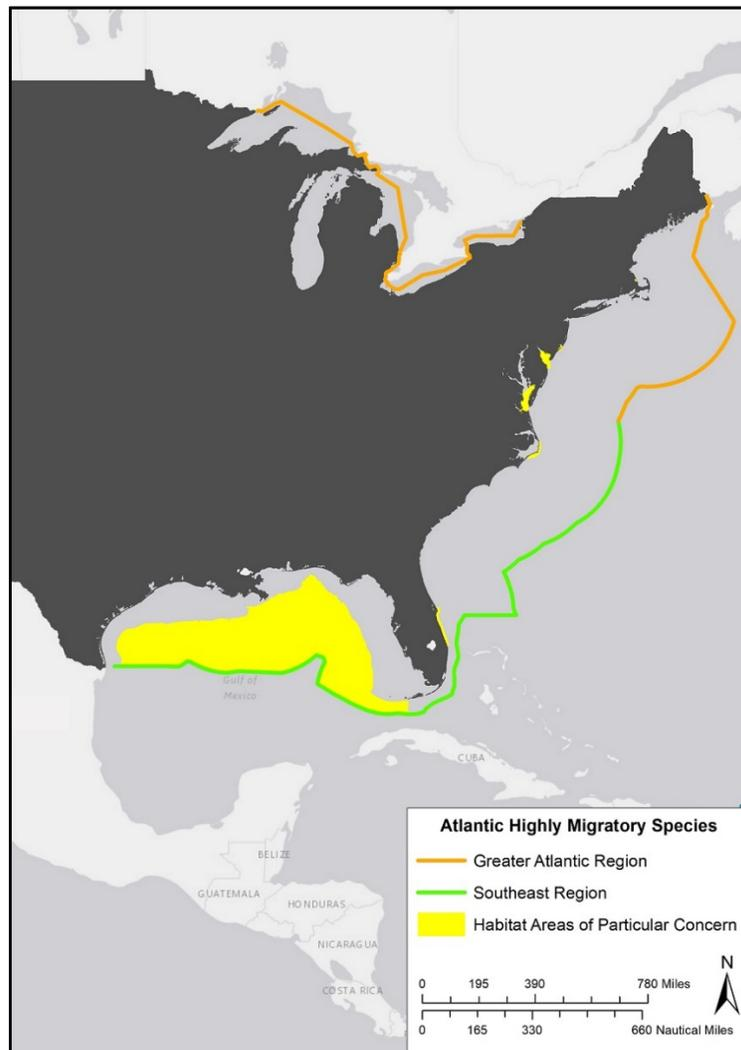 Gulf of
Mexico
CUBA
BELIZE
GUATEMALA
HONDURAS
NICARAGUA
COSTA RICA
Atlantic Highly Migratory Species
Greater Atlantic Region
Southeast Region
Habitat Areas of Particular Concern
N
0 195 390 780 Miles
0 165 330 660 Nautical Miles